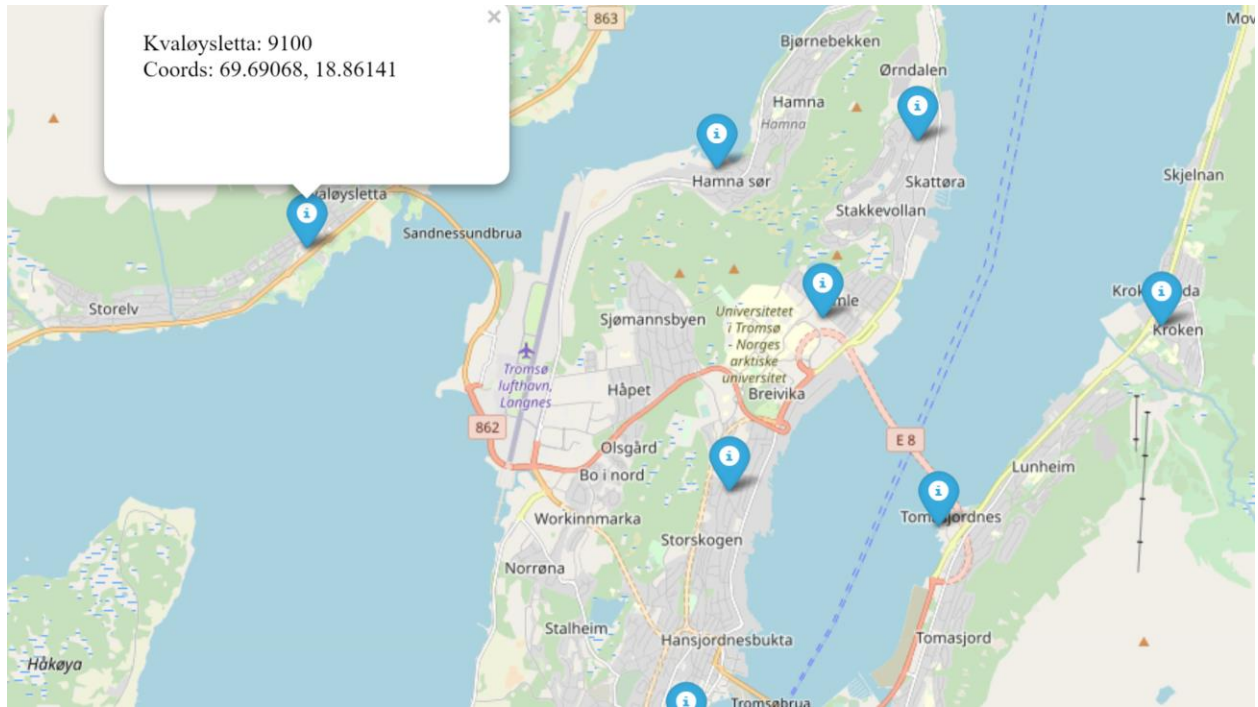 ×
Kvaløysletta: 9100
Coords: 69.69068, 18.86141
863
Mov
Bjørnebekken
Ørndalen
Hamna
Hamna
Hamna sør
Skattøra
Skjelnan
Stakkevollan
valøysletta
Sandnessundbrua
Storelv
Sjømannsbyen
Universitetet
i Tromsø
- Norges
arktiske
universitet
Kroken
Tromsø
lufthavn,
Langnes
Håpet
Breivika
862
E 8
Olsgård
Bo i nord
Lunheim
Workinnmarka
Storskogen
Norrøna
Stalheim
Hansjordnesbukta
Tomasjord
Håkøya
Tromsøbrua